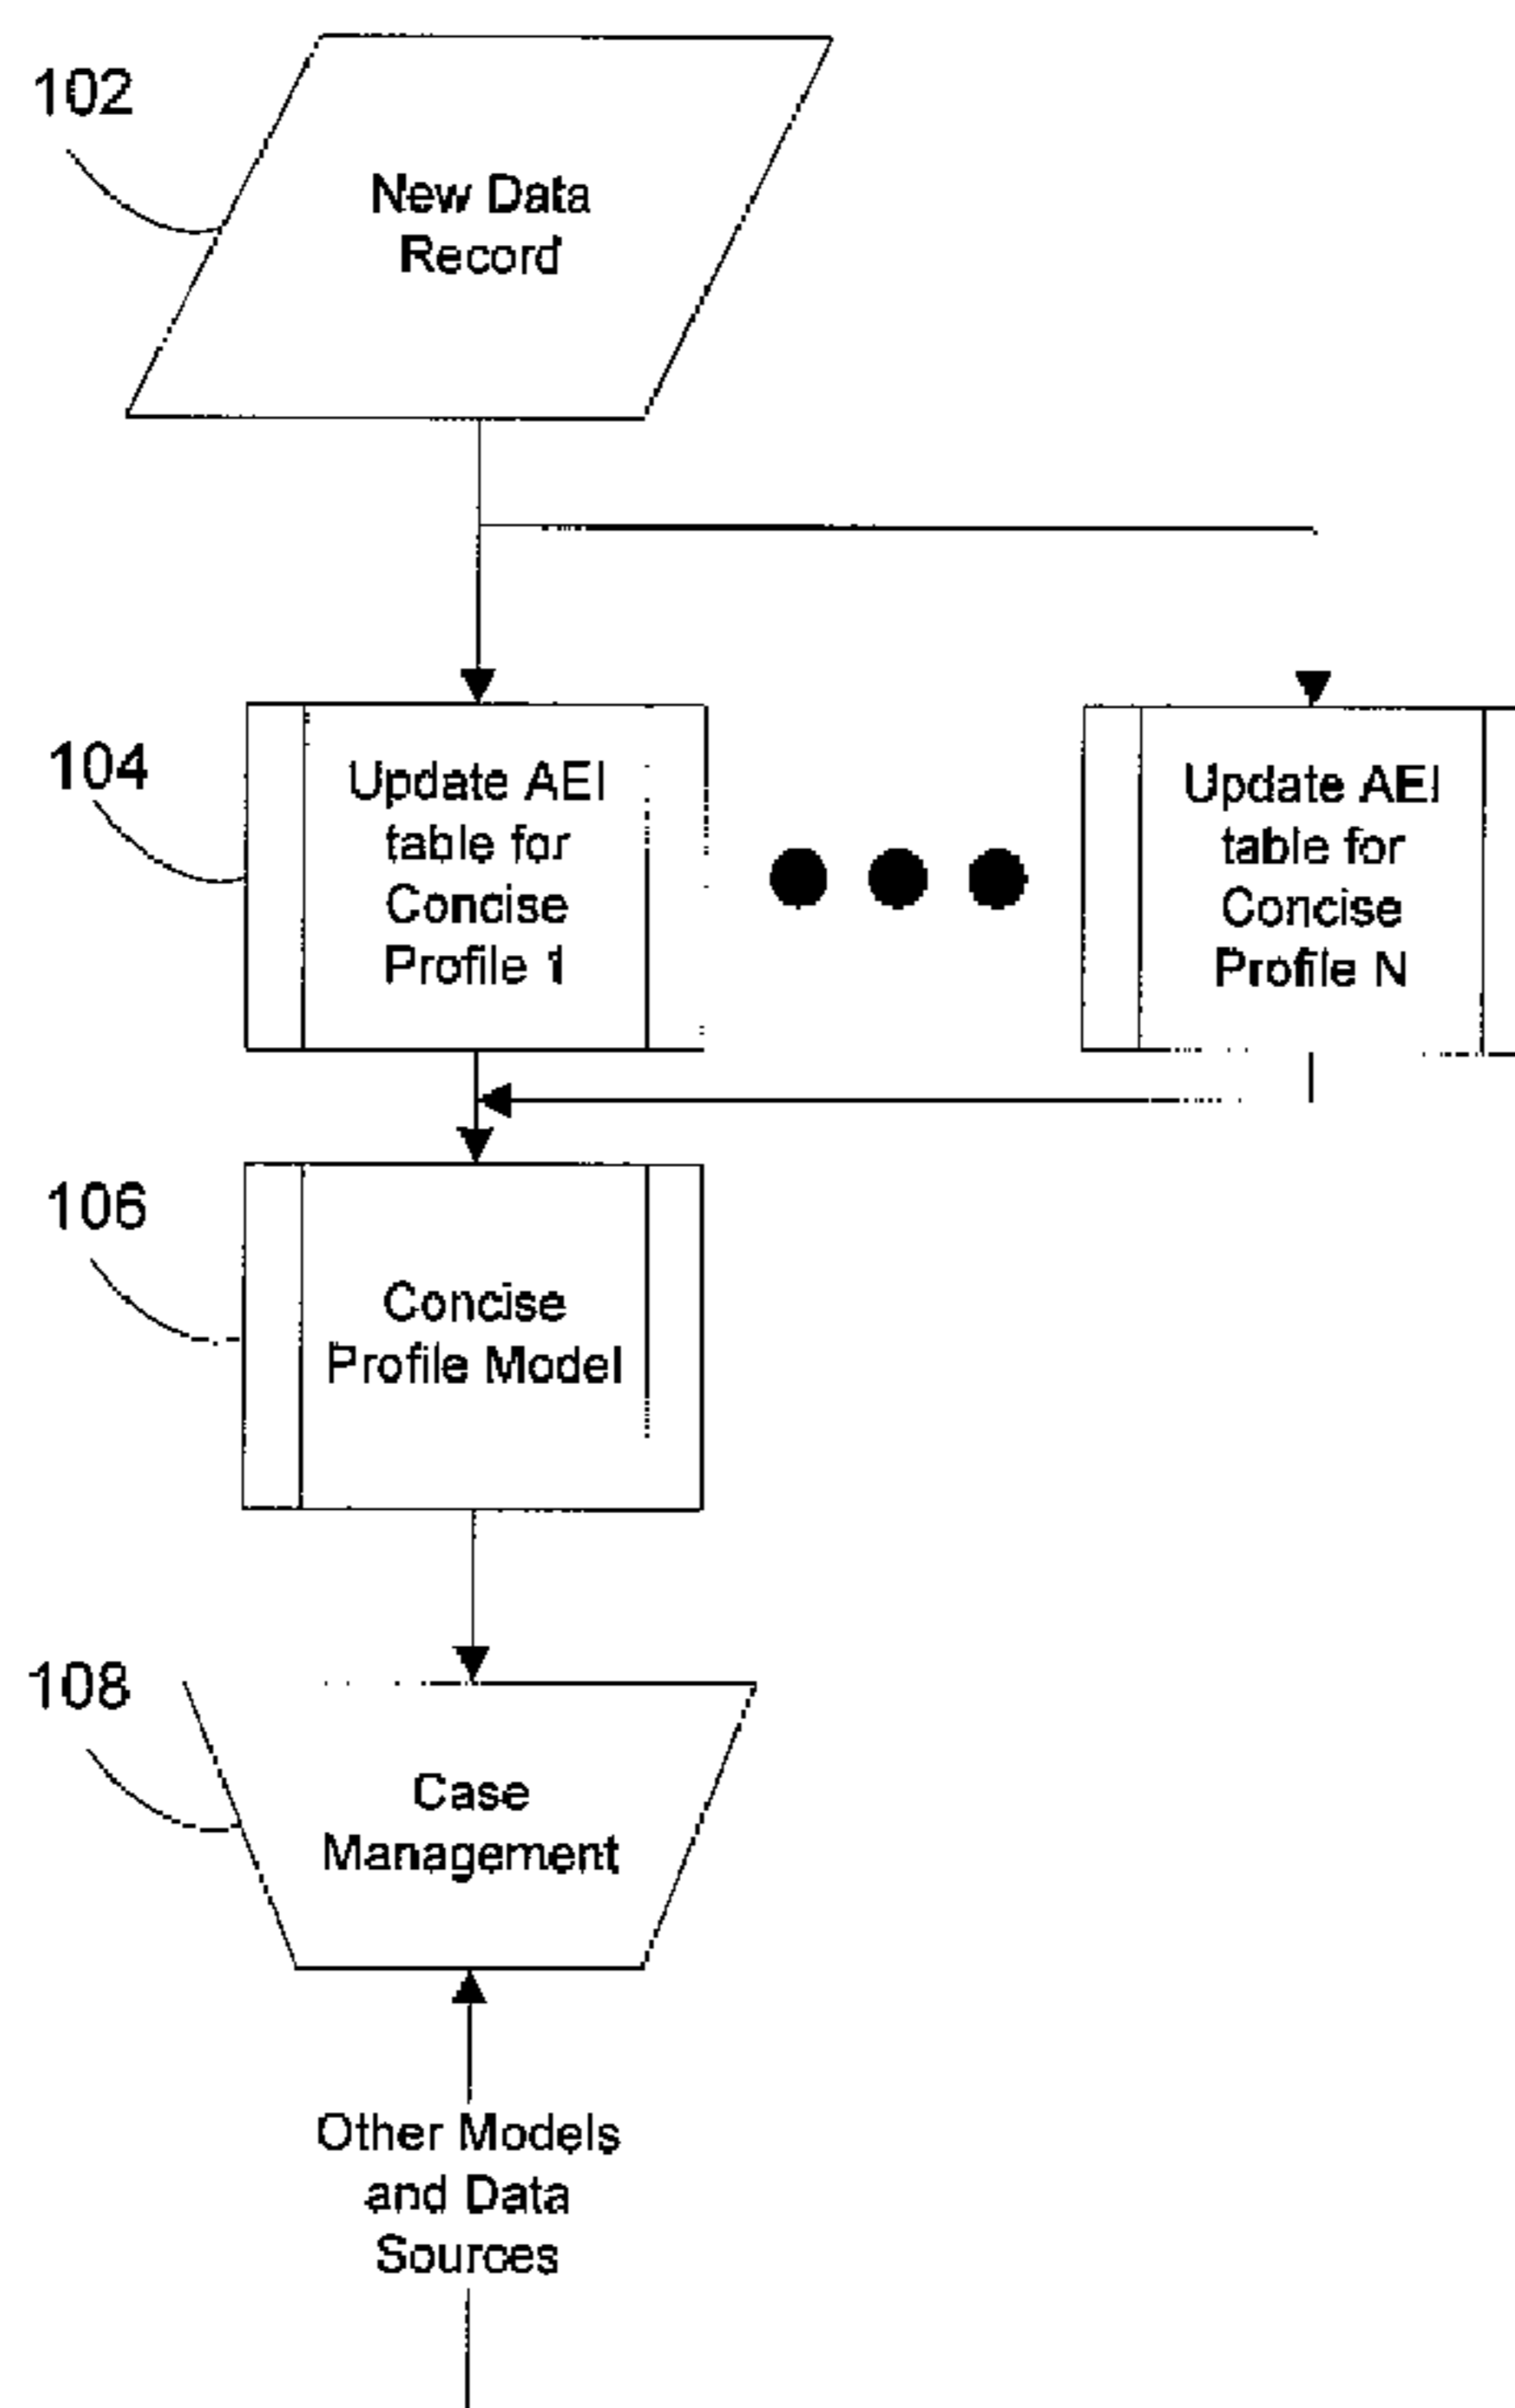 102
New Data
Record
104
Update AEI
table for
Concise
Profile 1
Update AEI
table for
Concise
Profile N
106
Concise
Profile Model
108
Case
Management
Other Models
and Data
Sources